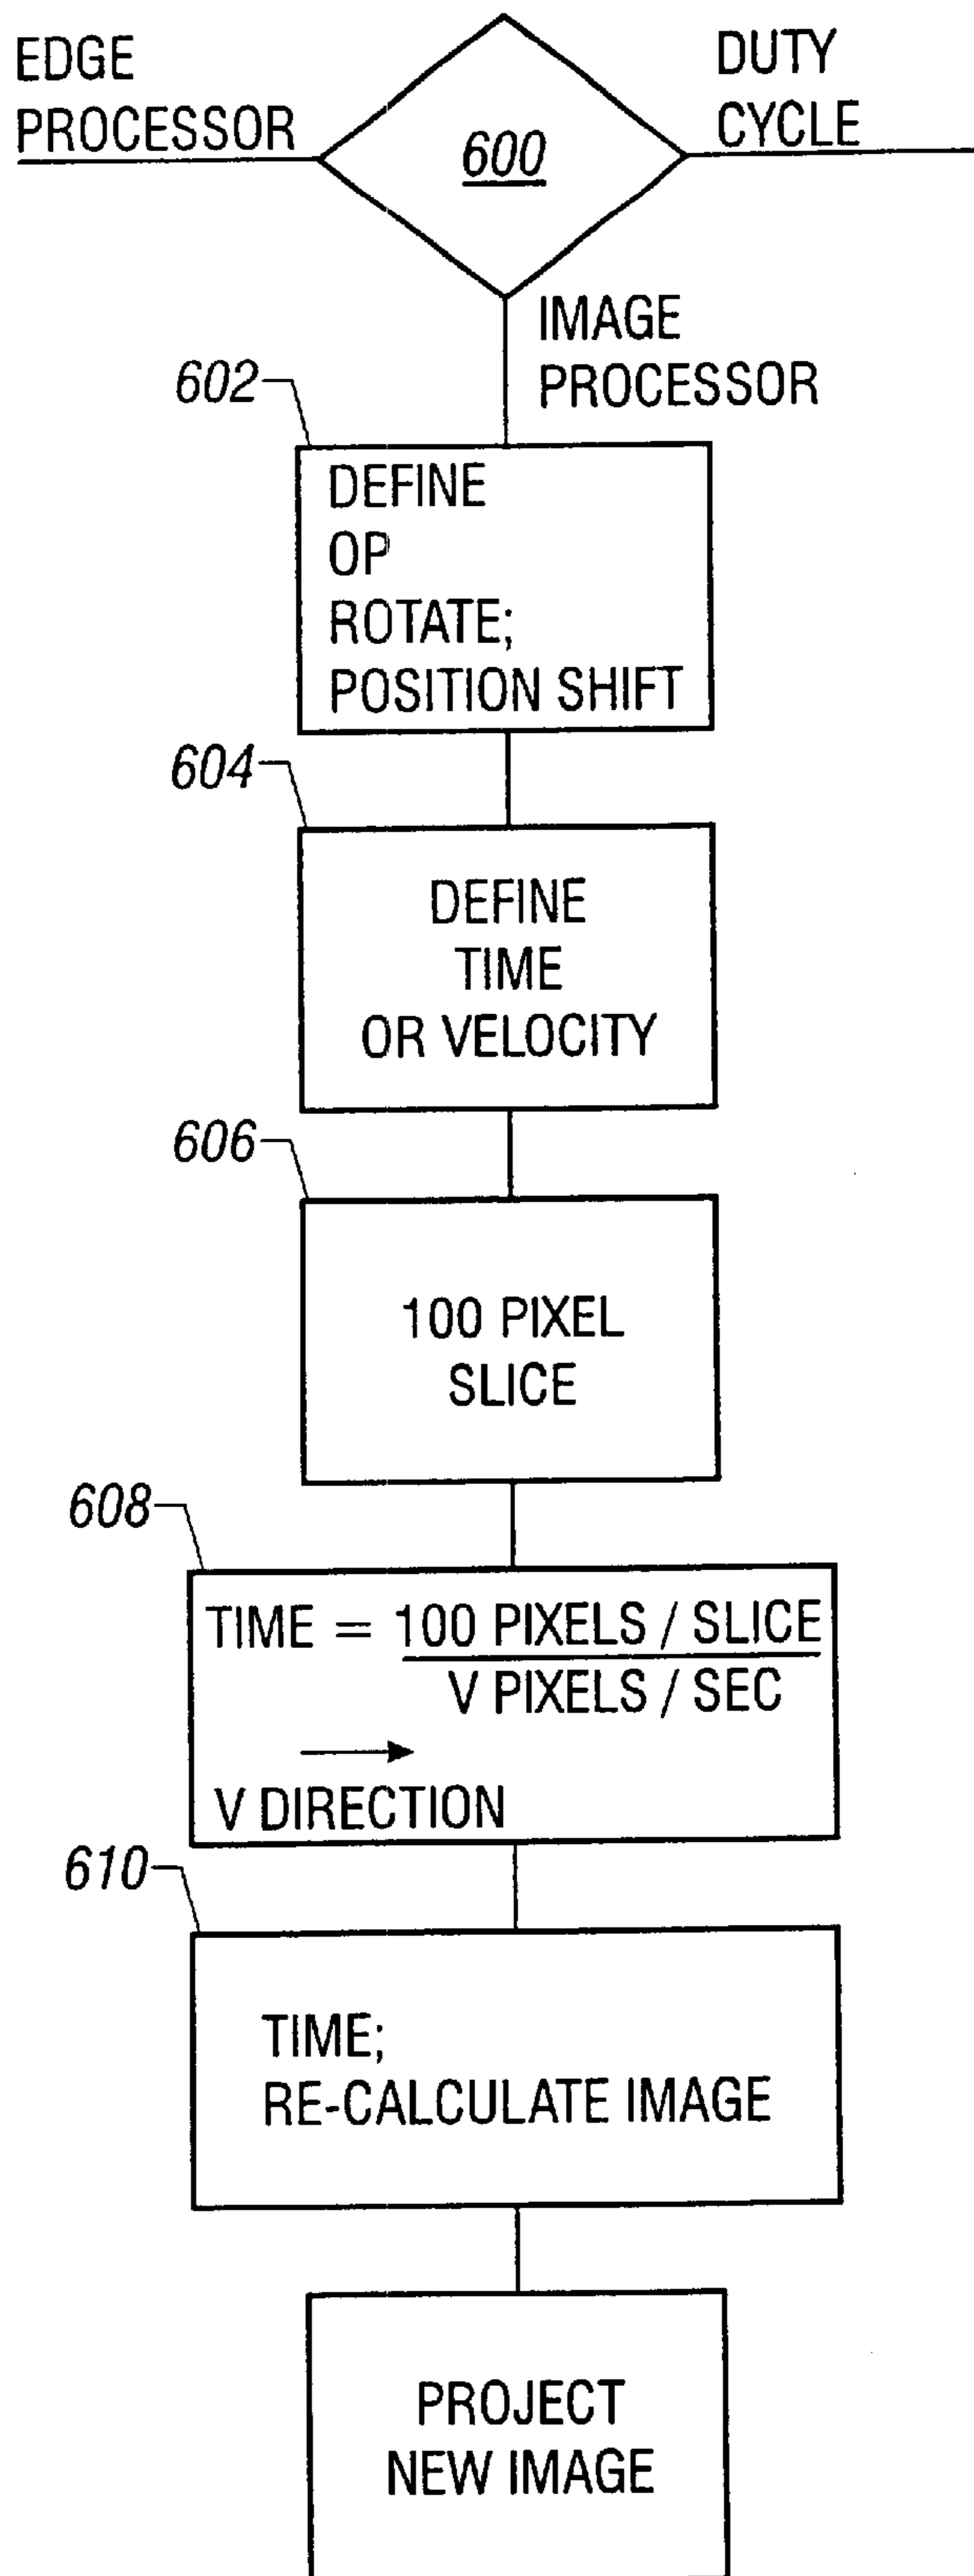 EDGE
PROCESSOR
600
DUTY
CYCLE
IMAGE
PROCESSOR
602
DEFINE
OP
ROTATE;
POSITION SHIFT
604
DEFINE
TIME
OR VELOCITY
606
100 PIXEL
SLICE
608
TIME = 100 PIXELS / SLICE
V PIXELS / SEC
V DIRECTION
610
TIME;
RE-CALCULATE IMAGE
PROJECT
NEW IMAGE